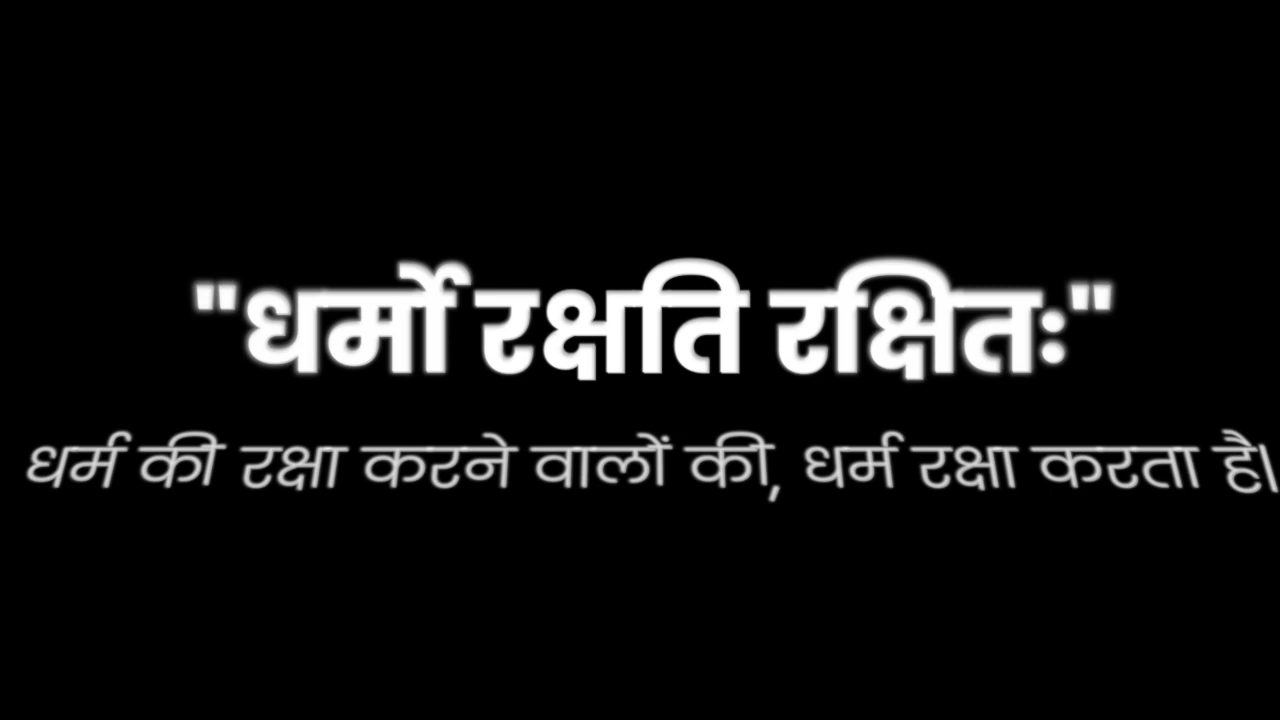 "धर्मो रक्षति रक्षितः"
धर्म की रक्षा करने वालों की, धर्म रक्षा करता है।